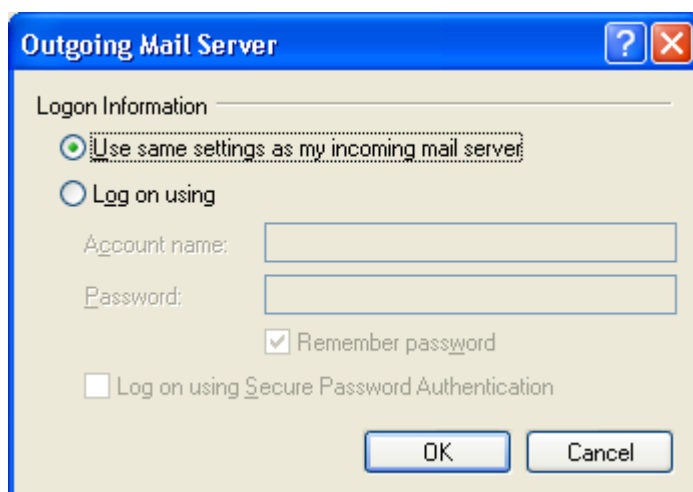 Outgoing Mail Server
Logon Information
Use same settings as my incoming mail server
Log on using
Account name:
Password:
Remember password
Log on using Secure Password Authentication
OK Cancel